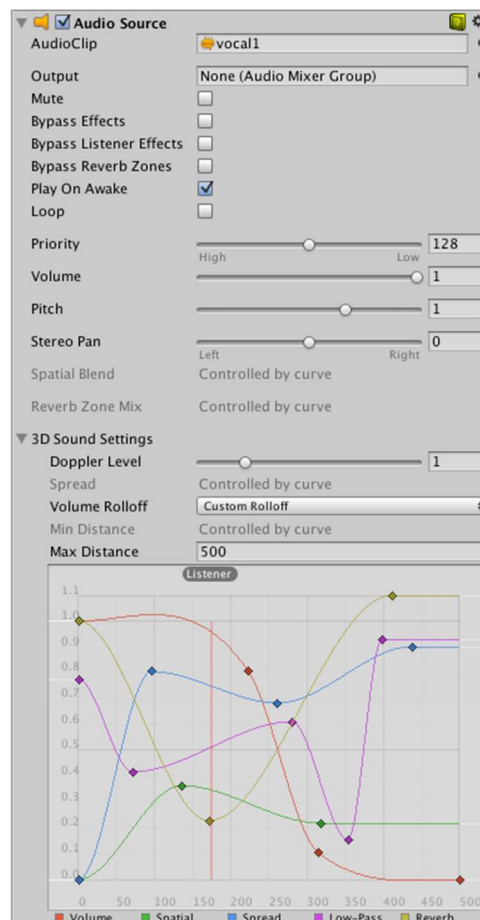 Audio Source
AudioClip vocal1
Output None (Audio Mixer Group)
Mute
Bypass Effects
Bypass Listener Effects
Bypass Reverb Zones
Play On Awake
Loop
Priority 128
High Low
Volume 1
Pitch 1
Stereo Pan 0
Left Right
Spatial Blend Controlled by curve
Reverb Zone Mix Controlled by curve
3D Sound Settings
Doppler Level 1
Spread Controlled by curve
Volume Rolloff Custom Rolloff
Min Distance Controlled by curve
Max Distance 500
Listener
1.1
1.0
0.9
0.8
0.7
0.6
0.5
0.4
0.3
0.2
0.1
0.0
0 50 100 150 200 250 300 350 400 450 500
Volume Spatial Spread Low-Pass Reverb